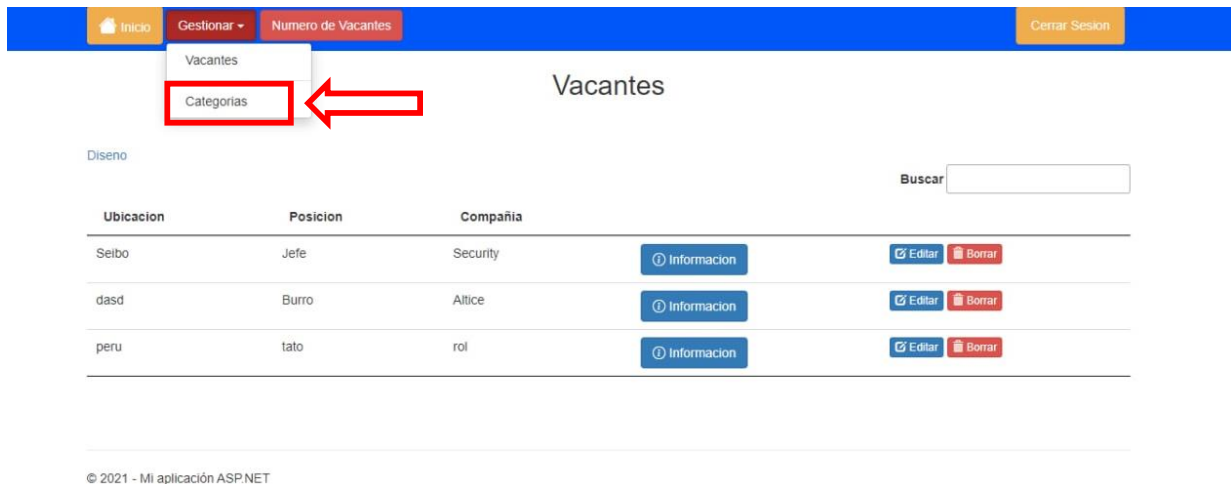 Inicio Gestionar Numero de Vacantes Cerrar Sesion
Vacantes
Categorias
Vacantes
Diseno
Buscar
Ubicacion Posicion Compañia
Seibo Jefe Security Informacion Editar Borrar
dasd Burro Altice Informacion Editar Borrar
peru tato rol Informacion Editar Borrar
© 2021 - Mi aplicación ASP.NET